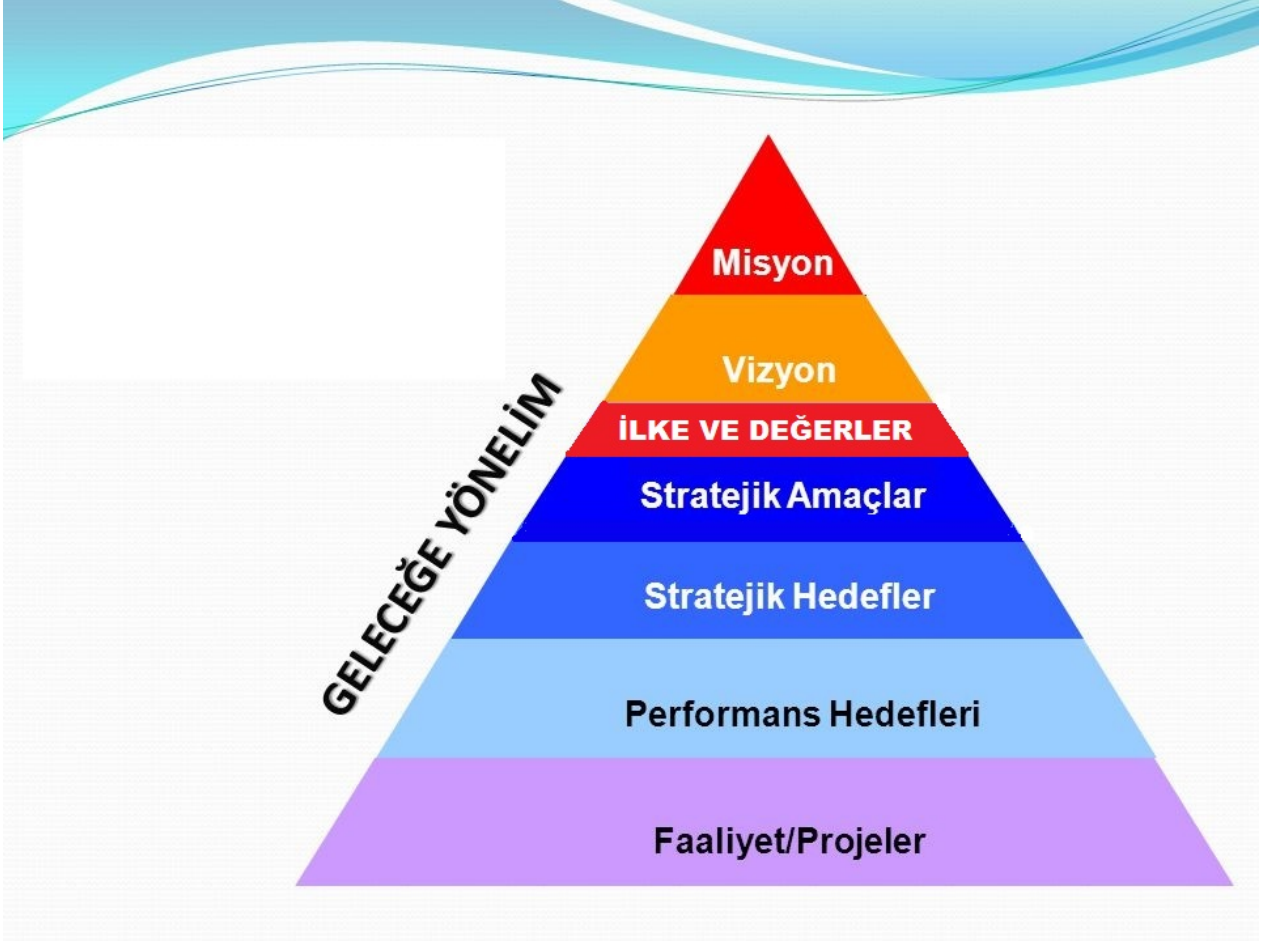 Misyon
Vizyon
İLKE VE DEĞERLER
Stratejik Amaçlar
Stratejik Hedefler
Performans Hedefleri
Faaliyet/Projeler
GELECEĞE YÖNELİM